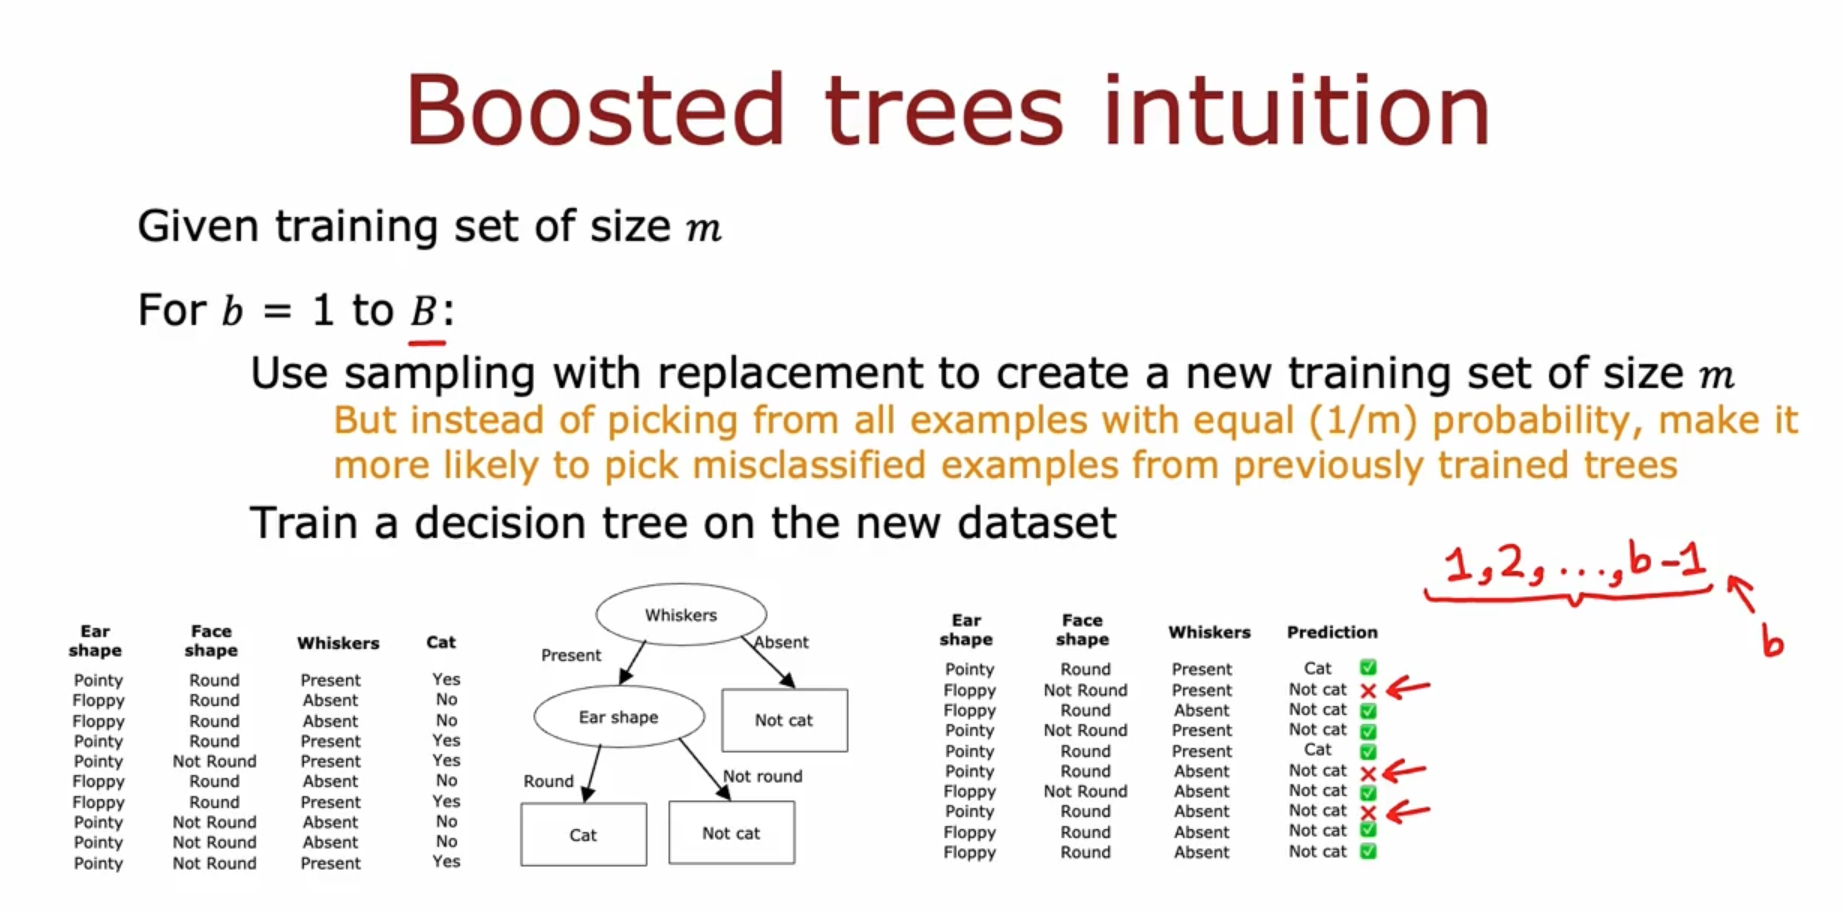 Boosted trees intuition
Given training set of size m
For b = 1 to B:
Use sampling with replacement to create a new training set of size m
But instead of picking from all examples with equal (1/m) probability, make it
more likely to pick misclassified examples from previously trained trees
Train a decision tree on the new dataset
1,2,...,b-1
b
Ear shape Face shape Whiskers Cat
Pointy Round Present Yes
Floppy Round Absent No
Floppy Round Absent No
Pointy Round Present Yes
Pointy Not Round Present Yes
Floppy Round Absent No
Floppy Round Present Yes
Pointy Not Round Absent No
Pointy Not Round Absent No
Pointy Not Round Present Yes
Whiskers
Present Absent
Ear shape Not cat
Round Not round
Cat Not cat
Ear shape Face shape Whiskers Prediction
Pointy Round Present Cat ✅
Floppy Not Round Present Not cat ❌
Floppy Round Absent Not cat ✅
Pointy Not Round Present Not cat ✅
Pointy Round Present Cat ✅
Pointy Round Absent Not cat ❌
Floppy Not Round Absent Not cat ✅
Pointy Round Absent Not cat ❌
Floppy Round Absent Not cat ✅
Floppy Round Absent Not cat ✅